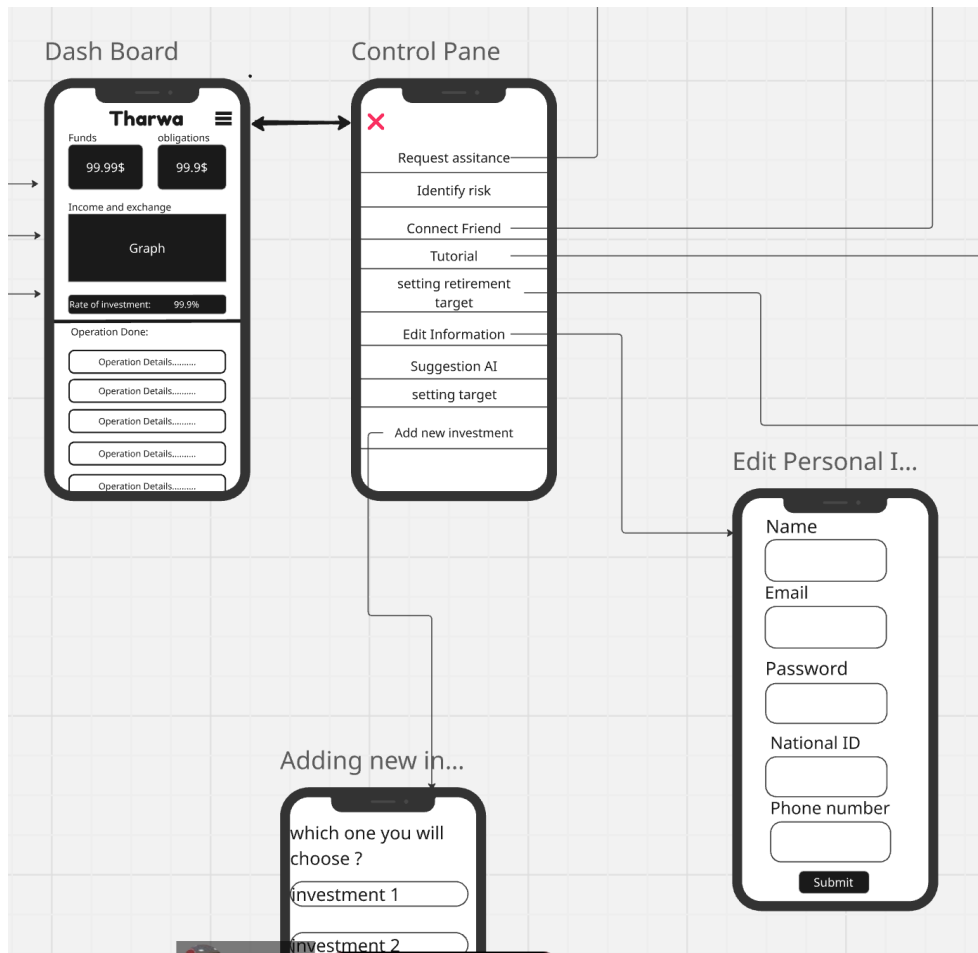 Dash Board
Tharwa
Funds
obligations
99.99$
99.9$
Income and exchange
Graph
Rate of investment: 99.9%
Operation Done:
Operation Details..........
Operation Details..........
Operation Details..........
Operation Details..........
Operation Details..........
Control Pane
Request assitance
Identify risk
Connect Friend
Tutorial
setting retirement
target
Edit Information
Suggestion AI
setting target
Add new investment
Edit Personal I...
Name
Email
Password
National ID
Phone number
Submit
Adding new in...
which one you will
choose ?
investment 1
investment 2